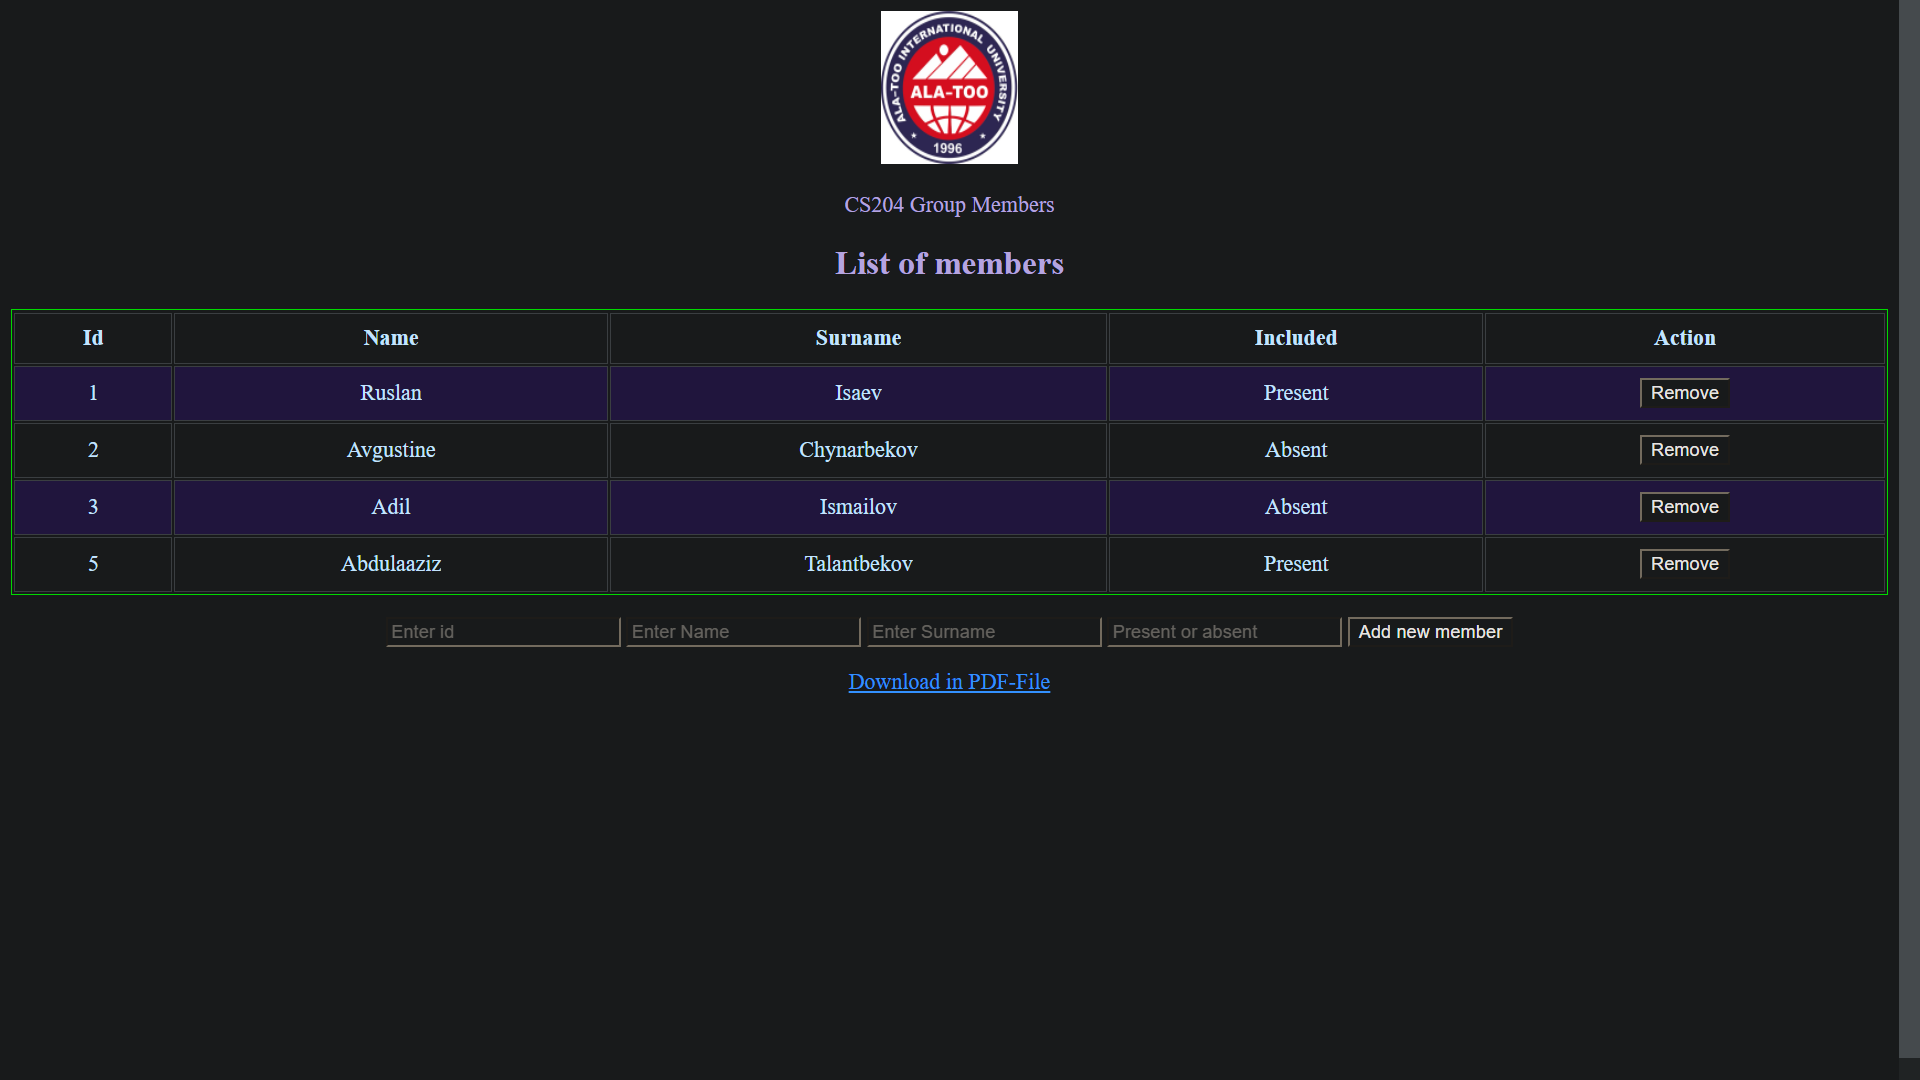 ALA-TOO INTERNATIONAL UNIVERSITY
ALA-TOO
1996
CS204 Group Members
List of members
Id Name Surname Included Action
1 Ruslan Isaev Present Remove
2 Avgustine Chynarbekov Absent Remove
3 Adil Ismailov Absent Remove
5 Abdulaaziz Talantbekov Present Remove
Enter id Enter Name Enter Surname Present or absent Add new member
Download in PDF-File